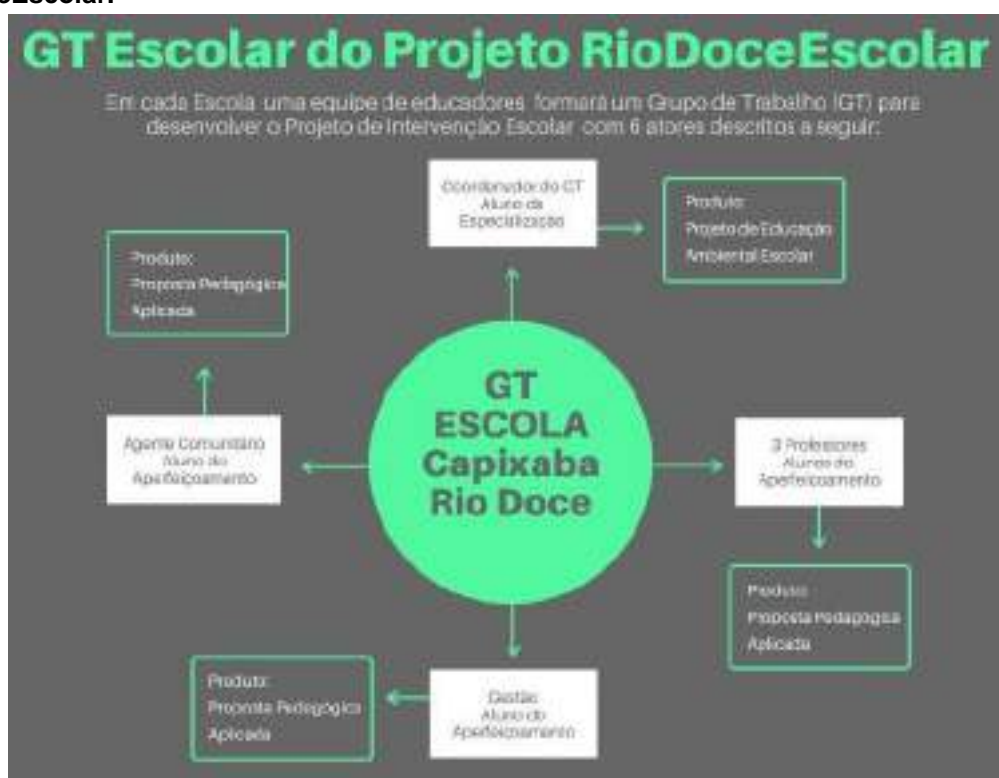 oEscolar.
GT Escolar do Projeto RioDoceEscolar
Em cada Escola uma equipe de educadores formará um Grupo de Trabalho (GT) para
desenvolver o Projeto de Intervenção Escolar com 6 atores descritos a seguir:
Coordenador do GT
Aluno da
Especialização
Produto:
Projeto de Educação
Ambiental Escolar
Produto:
Proposta Pedagógica
Aplicada
Agente Comunitário
Aluno do
Aperfeiçoamento
GT
ESCOLA
Capixaba
Rio Doce
3 Professores
Alunos do
Aperfeiçoamento
Produto:
Proposta Pedagógica
Aplicada
Gestão
Aluno do
Aperfeiçoamento
Produto:
Proposta Pedagógica
Aplicada